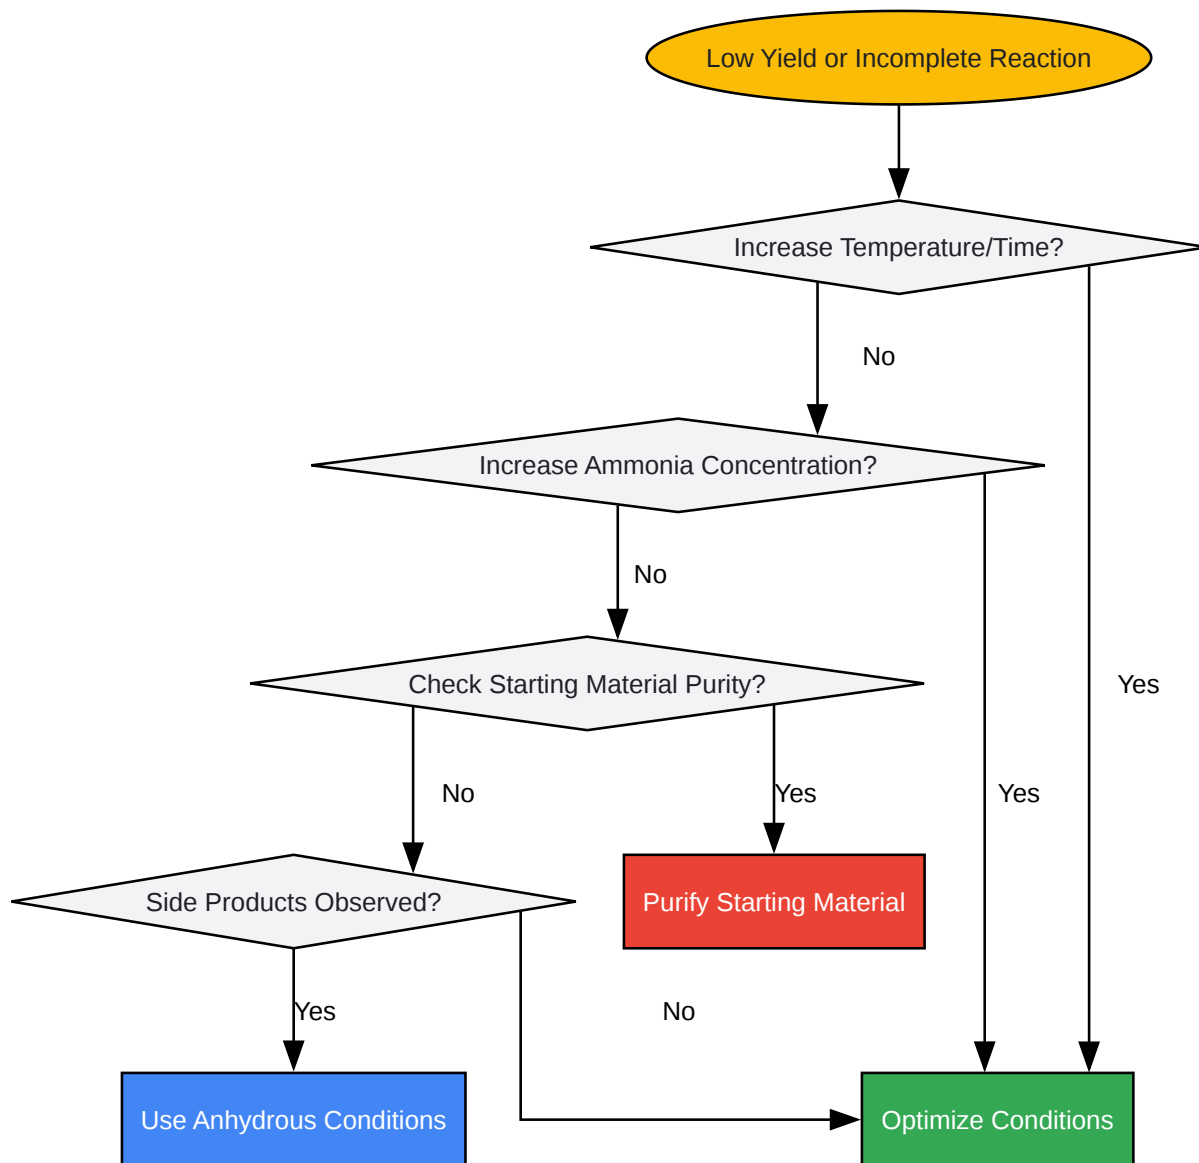 Low Yield or Incomplete Reaction
Increase Temperature/Time?
No
Increase Ammonia Concentration?
No
Check Starting Material Purity?
Yes
No
Yes
Yes
Side Products Observed?
Purify Starting Material
Yes
No
Use Anhydrous Conditions
Optimize Conditions